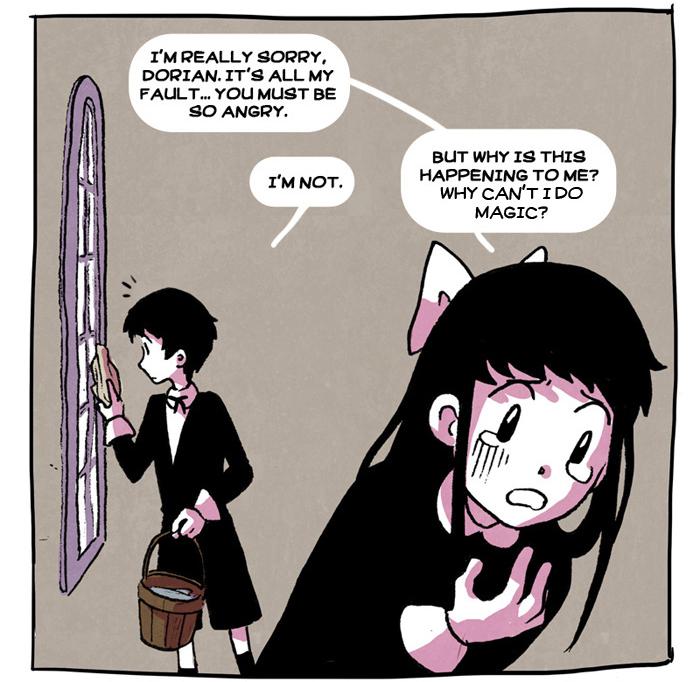 I'M REALLY SORRY,
DORIAN. IT'S ALL MY
FAULT... YOU MUST BE
SO ANGRY.
I'M NOT.
BUT WHY IS THIS
HAPPENING TO ME?
WHY CAN'T I DO
MAGIC?